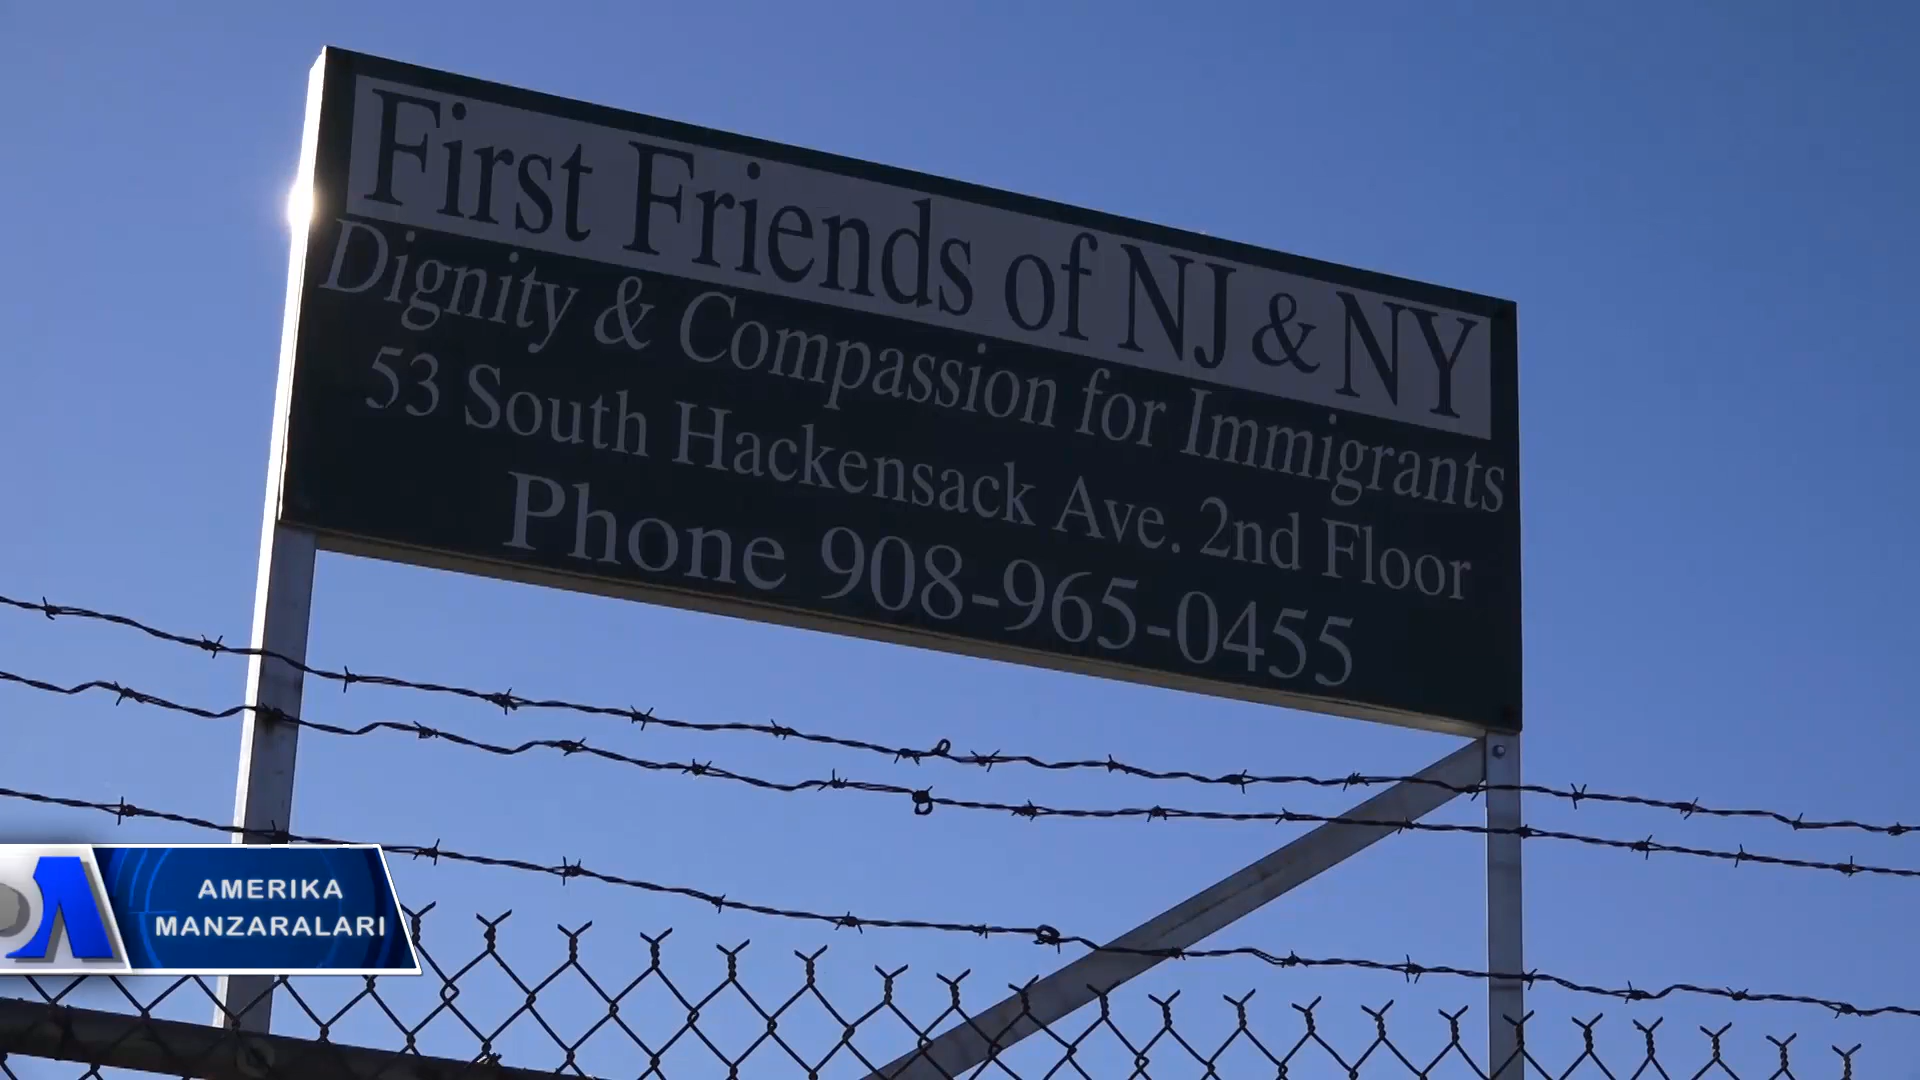 First Friends of NJ & NY
Dignity & Compassion for Immigrants
53 South Hackensack Ave. 2nd Floor
Phone 908-965-0455
AMERIKA
MANZARALARI